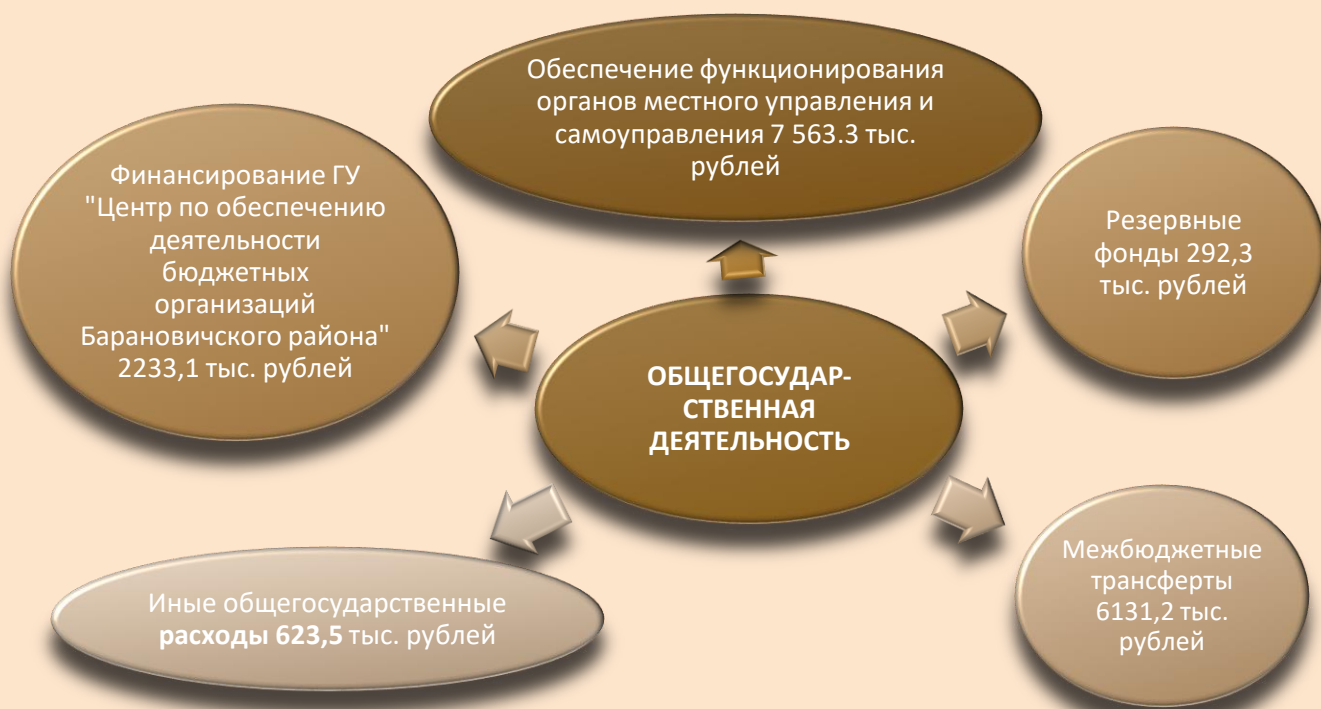 Обеспечение функционирования
органов местного управления и
самоуправления 7 563.3 тыс.
рублей
Финансирование ГУ
"Центр по обеспечению
деятельности
бюджетных
организаций
Барановичского района"
2233,1 тыс. рублей
Резервные
фонды 292,3
тыс. рублей
ОБЩЕГОСУДАР-
СТВЕННАЯ
ДЕЯТЕЛЬНОСТЬ
Иные общегосударственные
расходы 623,5 тыс. рублей
Межбюджетные
трансферты
6131,2 тыс.
рублей